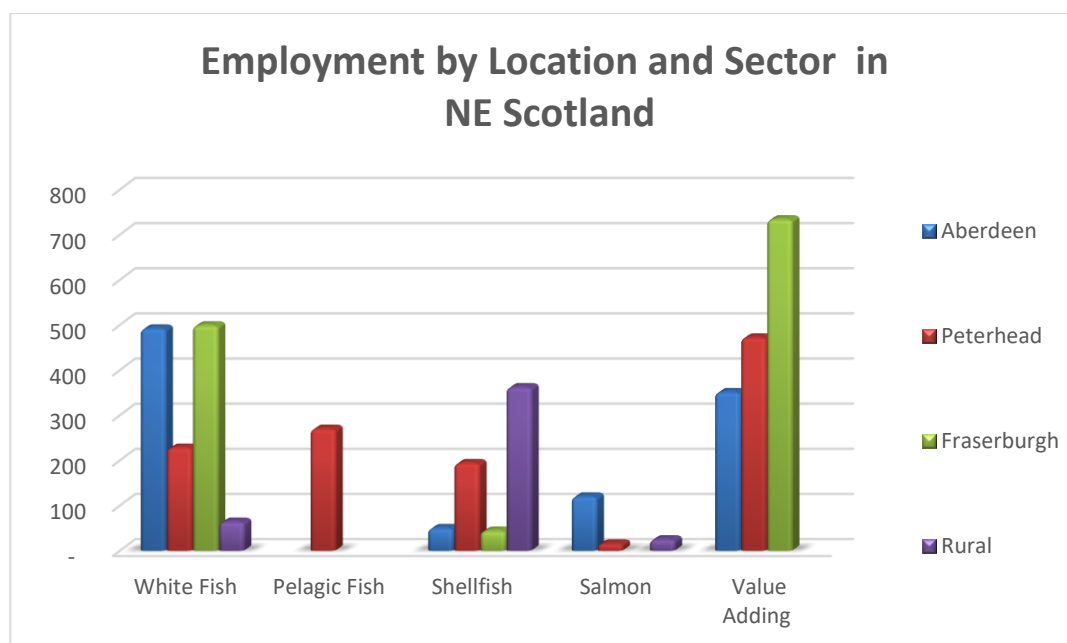 Employment by Location and Sector in
NE Scotland
800
700
600
500
400
300
200
100
-
White Fish
Pelagic Fish
Shellfish
Salmon
Value
Adding
Aberdeen
Peterhead
Fraserburgh
Rural